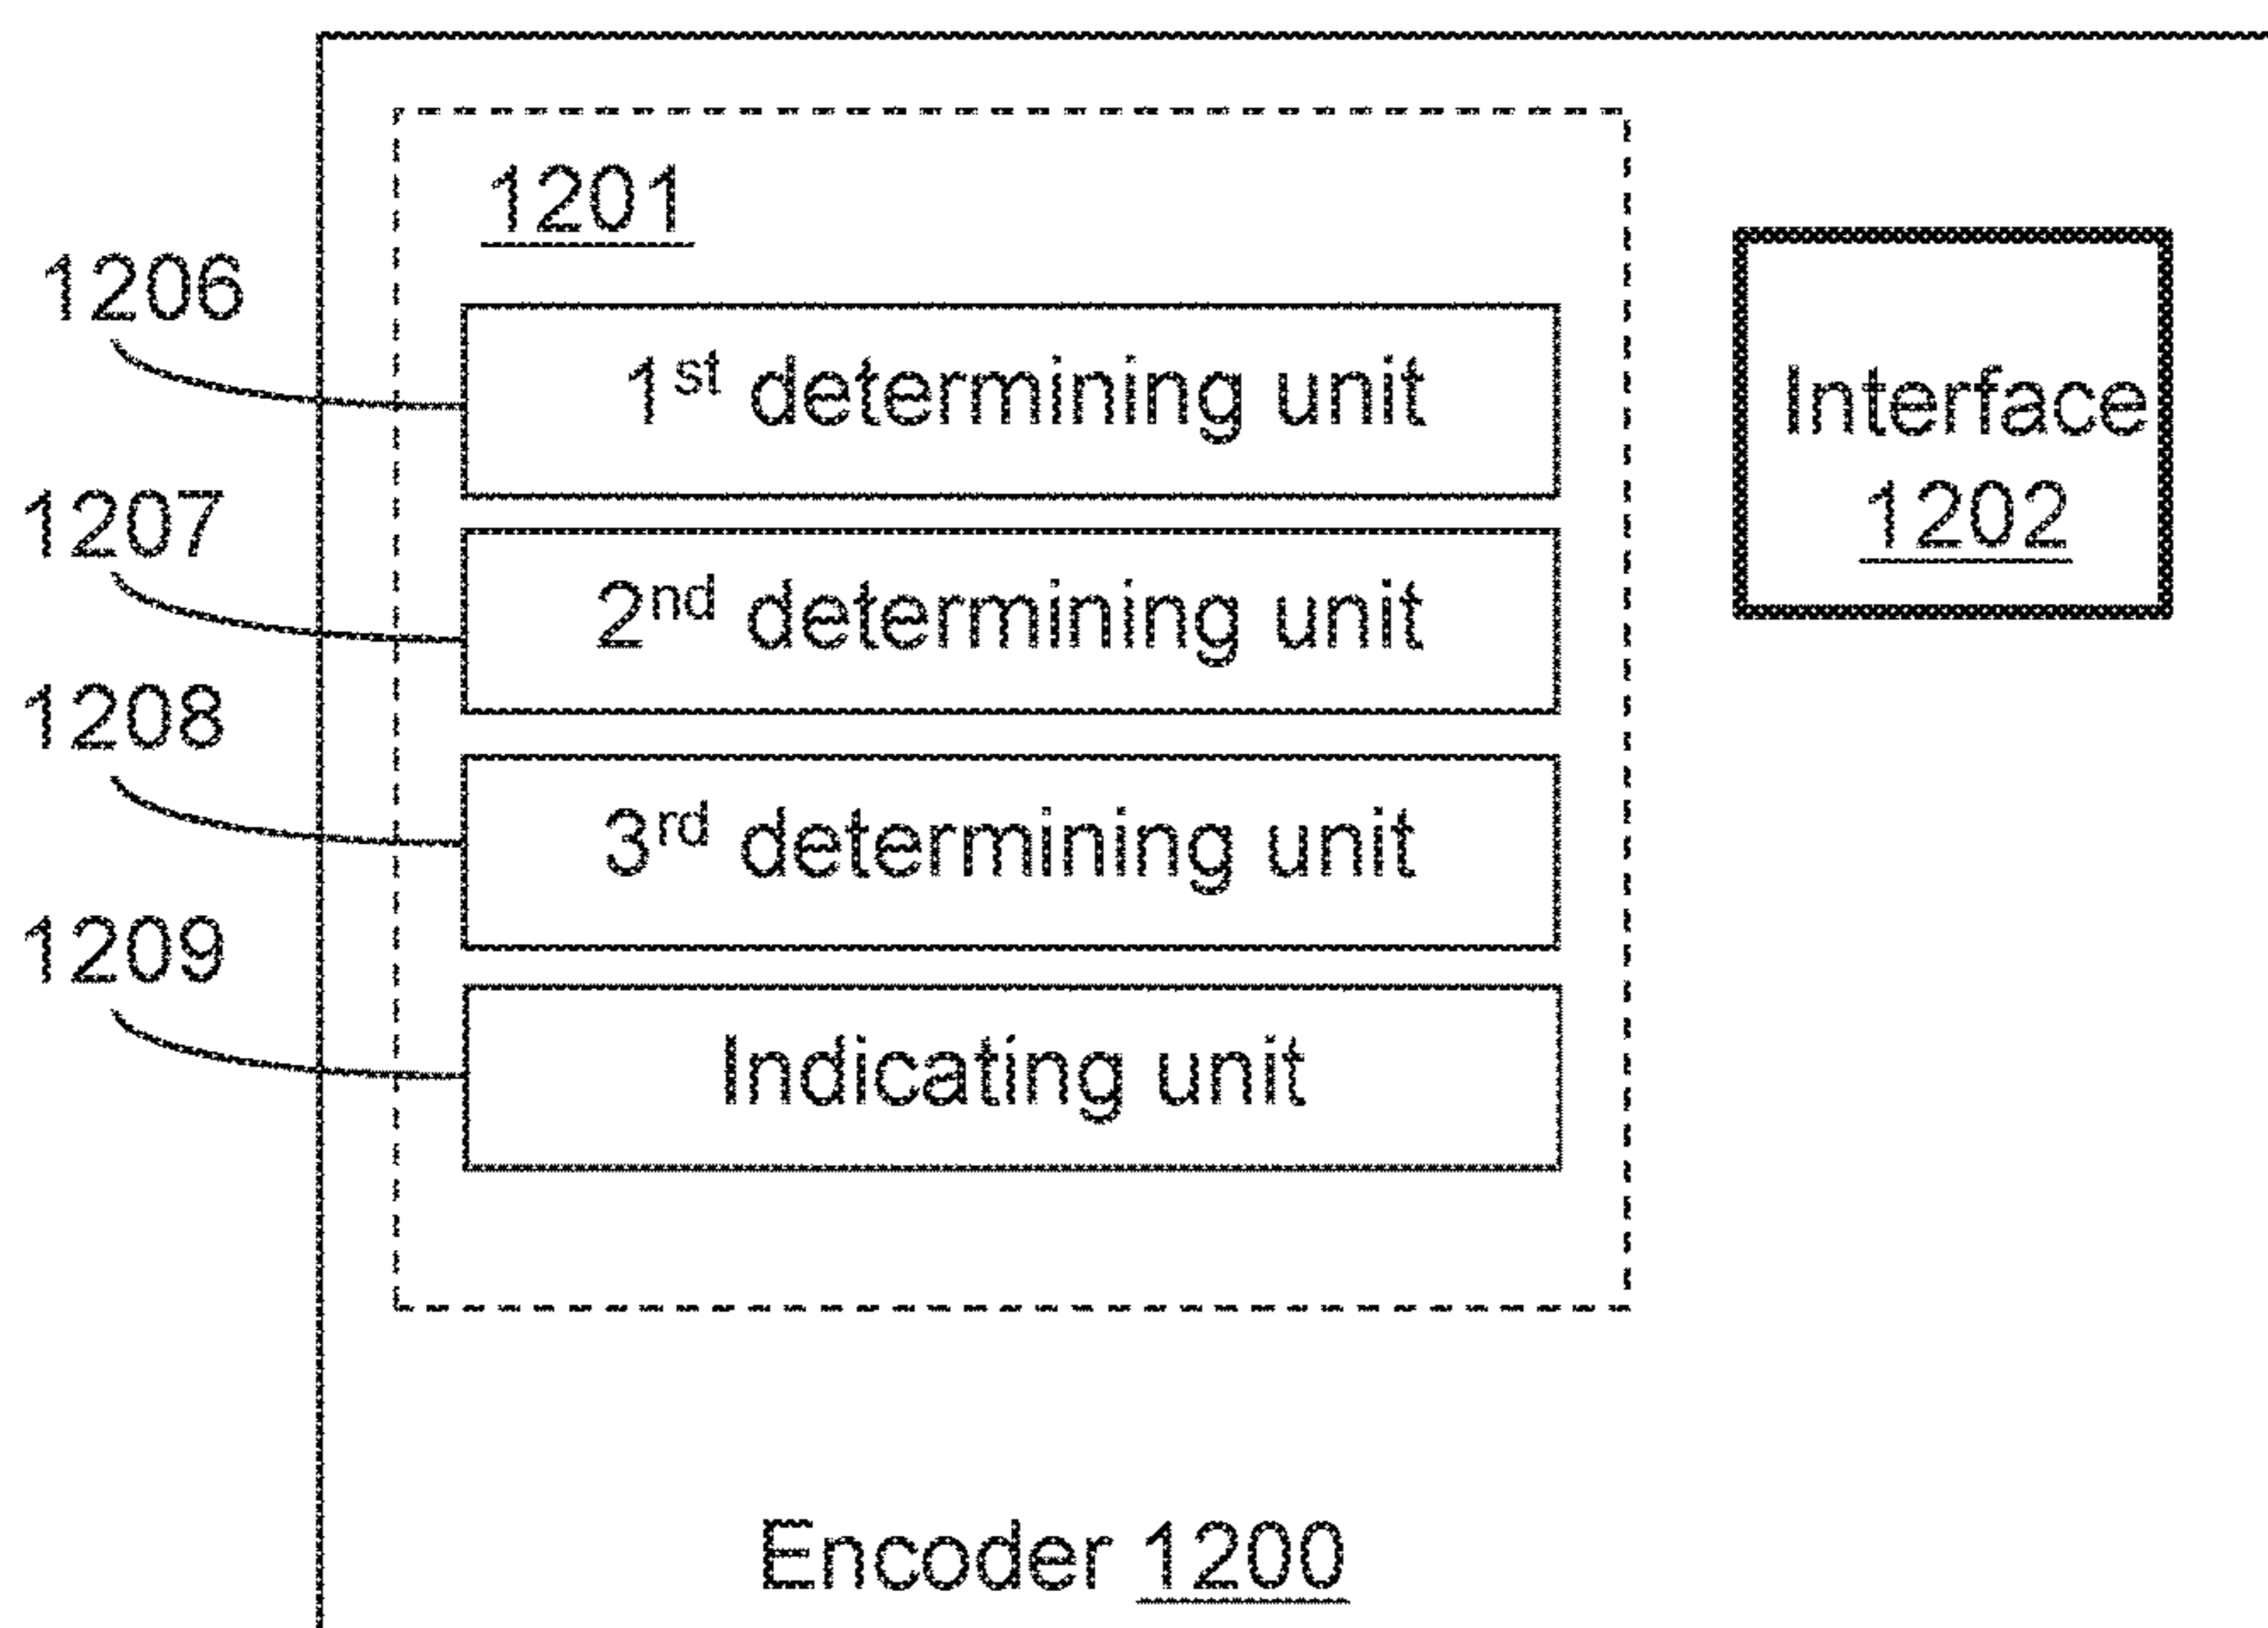 1201
1206
1st determining unit
Interface
1202
1207
2nd determining unit
1208
3rd determining unit
1209
Indicating unit
Encoder 1200